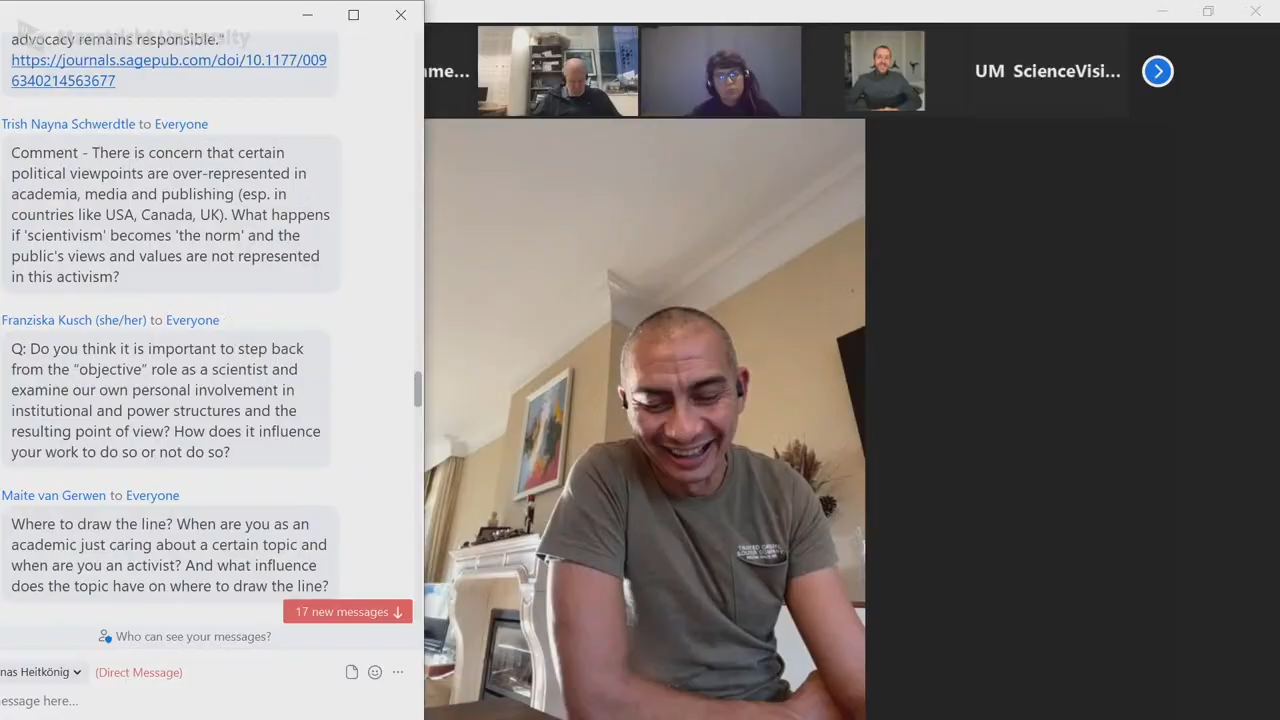 Maastricht University
advocacy remains responsible."
https://journals.sagepub.com/doi/10.1177/009
6340214563677
Trish Nayna Schwerdtle to Everyone
Comment - There is concern that certain
political viewpoints are over-represented in
academia, media and publishing (esp. in
countries like USA, Canada, UK). What happens
if 'scientivism' becomes 'the norm' and the
public's views and values are not represented
in this activism?
Franziska Kusch (she/her) to Everyone
Q: Do you think it is important to step back
from the “objective” role as a scientist and
examine our own personal involvement in
institutional and power structures and the
resulting point of view? How does it influence
your work to do so or not do so?
Maite van Gerwen to Everyone
Where to draw the line? When are you as an
academic just caring about a certain topic and
when are you an activist? And what influence
does the topic have on where to draw the line?
17 new messages
Who can see your messages?
nas Heitkönig (Direct Message)
essage here...
me...
UM ScienceVisi...